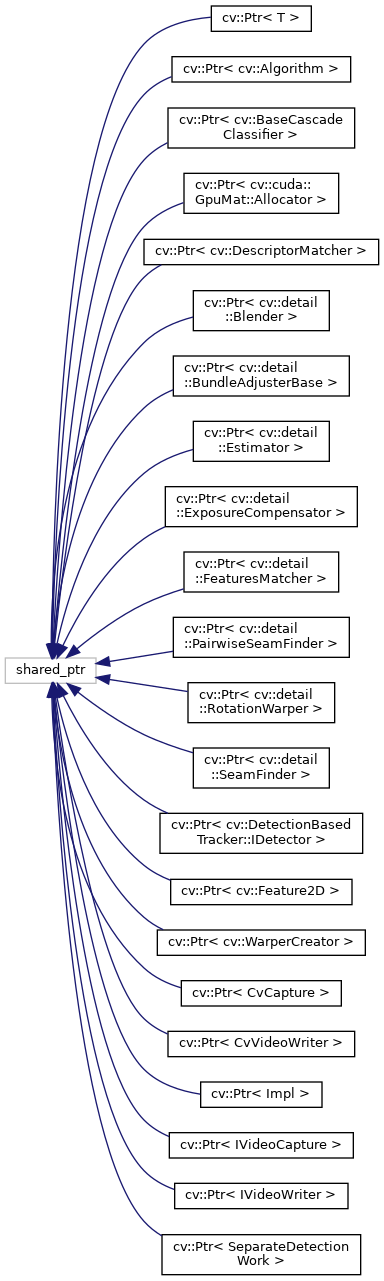 cv::Ptr< T >
cv::Ptr< cv::Algorithm >
cv::Ptr< cv::BaseCascade
Classifier >
cv::Ptr< cv::cuda::
GpuMat::Allocator >
cv::Ptr< cv::DescriptorMatcher >
cv::Ptr< cv::detail
::Blender >
cv::Ptr< cv::detail
::BundleAdjusterBase >
cv::Ptr< cv::detail
::Estimator >
cv::Ptr< cv::detail
::ExposureCompensator >
cv::Ptr< cv::detail
::FeaturesMatcher >
cv::Ptr< cv::detail
::PairwiseSeamFinder >
shared_ptr
cv::Ptr< cv::detail
::RotationWarper >
cv::Ptr< cv::detail
::SeamFinder >
cv::Ptr< cv::DetectionBased
Tracker::IDetector >
cv::Ptr< cv::Feature2D >
cv::Ptr< cv::WarperCreator >
cv::Ptr< CvCapture >
cv::Ptr< CvVideoWriter >
cv::Ptr< Impl >
cv::Ptr< IVideoCapture >
cv::Ptr< IVideoWriter >
cv::Ptr< SeparateDetection
Work >